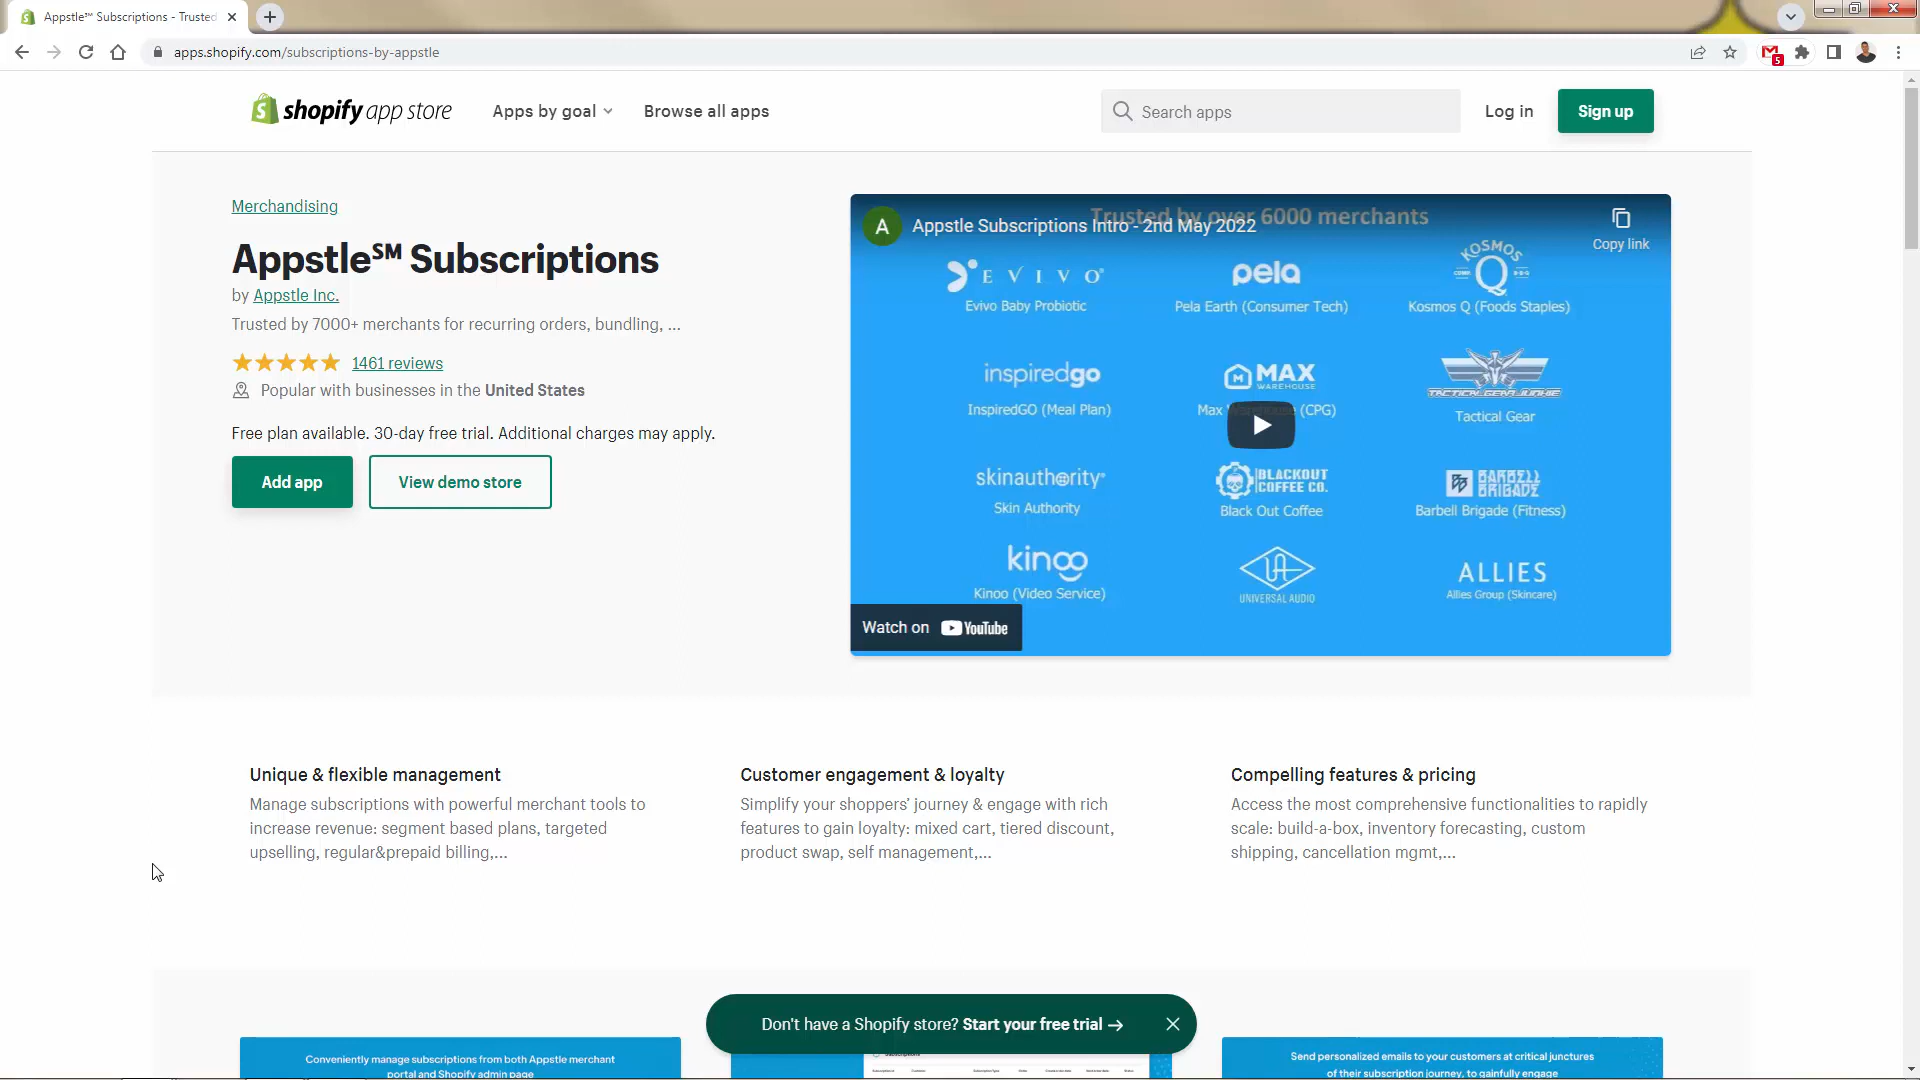 Appstle℠ Subscriptions - Trusted
apps.shopify.com/subscriptions-by-appstle
5
shopify app store
Apps by goal
Browse all apps
Search apps
Log in
Sign up
Merchandising
Appstle℠ Subscriptions
by Appstle Inc.
Trusted by 7000+ merchants for recurring orders, bundling, ...
1461 reviews
Popular with businesses in the United States
Free plan available. 30-day free trial. Additional charges may apply.
Add app
View demo store
Trusted by over 6000 merchants
A
Appstle Subscriptions Intro - 2nd May 2022
Copy link
EVIVO
Evivo Baby Probiotic
pela
Pela Earth (Consumer Tech)
KOSMOS
Q
Kosmos Q (Foods Staples)
inspiredgo
InspiredGO (Meal Plan)
MAX
WAREHOUSE
Max Warehouse (CPG)
TACTICAL GEAR JUNKIE
Tactical Gear
skinauthority
Skin Authority
BLACKOUT
COFFEE CO.
Black Out Coffee
BARBELL
BRIGADE
Barbell Brigade (Fitness)
kinoo
Kinoo (Video Service)
UA
UNIVERSAL AUDIO
ALLIES
Allies Group (Skincare)
Watch on YouTube
Unique & flexible management
Manage subscriptions with powerful merchant tools to
increase revenue: segment based plans, targeted
upselling, regular&prepaid billing,...
Customer engagement & loyalty
Simplify your shoppers’ journey & engage with rich
features to gain loyalty: mixed cart, tiered discount,
product swap, self management,...
Compelling features & pricing
Access the most comprehensive functionalities to rapidly
scale: build-a-box, inventory forecasting, custom
shipping, cancellation mgmt,...
Don't have a Shopify store? Start your free trial →
Conveniently manage subscriptions from both Appstle merchant
portal and Shopify admin page
Send personalized emails to your customers at critical junctures
of their subscription journey, to gainfully engage